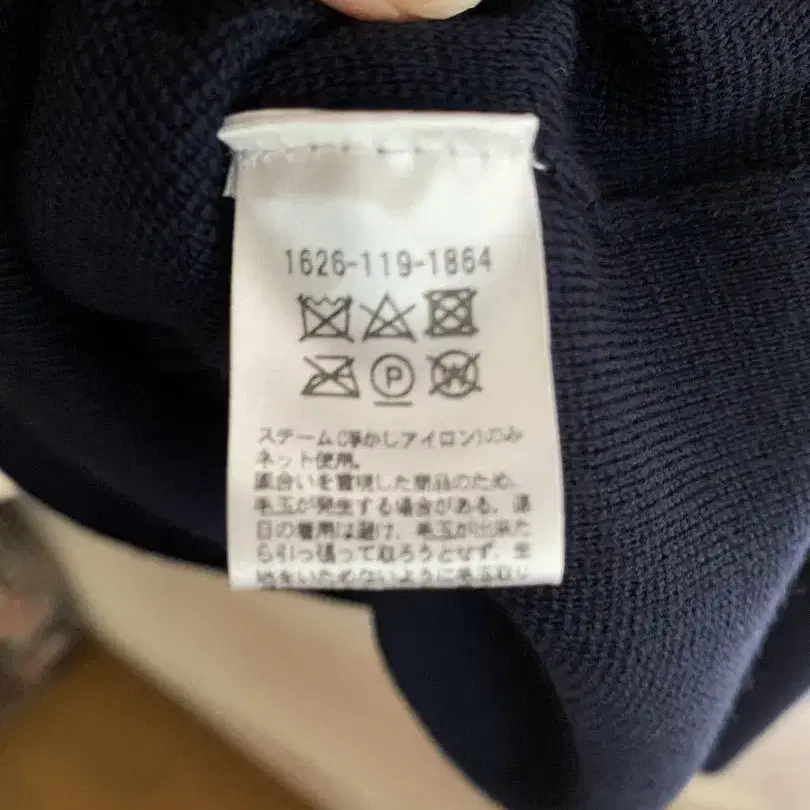 1626-119-1864
P W
スチーム(浮かしアイロン)のみ
ネット使用。
風合いを重視した商品のため、
毛玉が発生する場合がある。連
日の着用は避け、毛玉が出来た
ら引っ張って取ろうとせず、生
地をいためないように毛玉取り